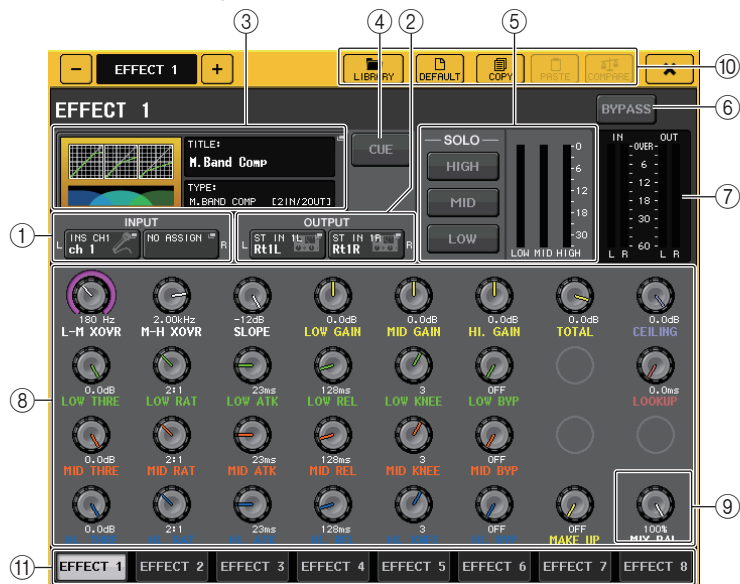 ③ ④ ② ⑤
− EFFECT 1 + LIBRARY DEFAULT COPY PASTE COMPARE ×
⑩
EFFECT 1
BYPASS
⑥
TITLE:
M.Band Comp
TYPE:
M.BAND COMP [2IN/2OUT]
CUE
SOLO
HIGH
MID
LOW
0
6
12
18
30
LOW MID HIGH
IN OUT
-OVER-
6
12
18
30
60
L R L R
⑦
①
INPUT
L INS CH1 ch 1 NO ASSIGN R
OUTPUT
L ST IN 1L Rt1L ST IN 1R Rt1R R
⑧
180 Hz 2.00kHz -12dB 0.0dB 0.0dB 0.0dB 0.0dB 0.0dB
L-M XOVR M-H XOVR SLOPE LOW GAIN MID GAIN HI. GAIN TOTAL CEILING
0.0dB 2:1 23ms 128ms 3 OFF 0.0ms
LOW THRE LOW RAT LOW ATK LOW REL LOW KNEE LOW BYP LOOKUP
0.0dB 2:1 23ms 128ms 3 OFF
MID THRE MID RAT MID ATK MID REL MID KNEE MID BYP
0.0dB 2:1 23ms 128ms 3 OFF OFF 100%
MAKE UP MIX BAL
⑨
⑪
EFFECT 1 EFFECT 2 EFFECT 3 EFFECT 4 EFFECT 5 EFFECT 6 EFFECT 7 EFFECT 8